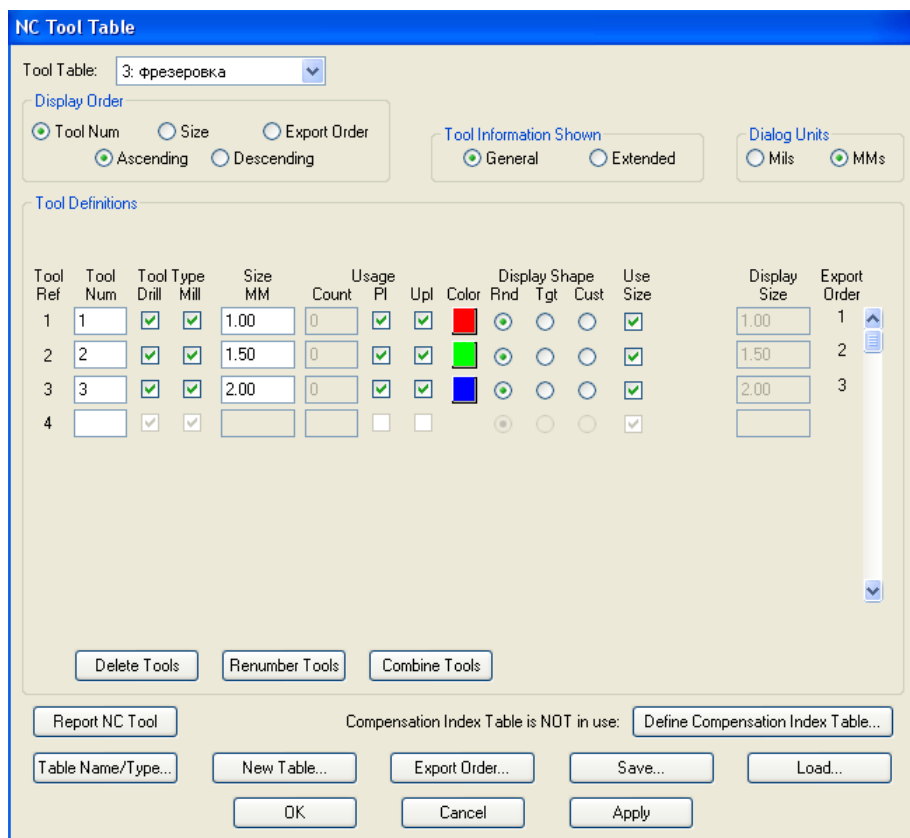 NC Tool Table
Tool Table: 3: фрезеровка
Display Order
Tool Num Size Export Order
Ascending Descending
Tool Information Shown
General Extended
Dialog Units
Mils MMs
Tool Definitions
Tool Tool Tool Type Size Usage Display Shape Use Display Export
Ref Num Drill Mill MM Count Pl Upl Color Rnd Tgt Cust Size Size Order
1 1 1.00 0 1.00 1
2 2 1.50 0 1.50 2
3 3 2.00 0 2.00 3
4
Delete Tools Renumber Tools Combine Tools
Report NC Tool Compensation Index Table is NOT in use: Define Compensation Index Table...
Table Name/Type... New Table... Export Order... Save... Load...
OK Cancel Apply